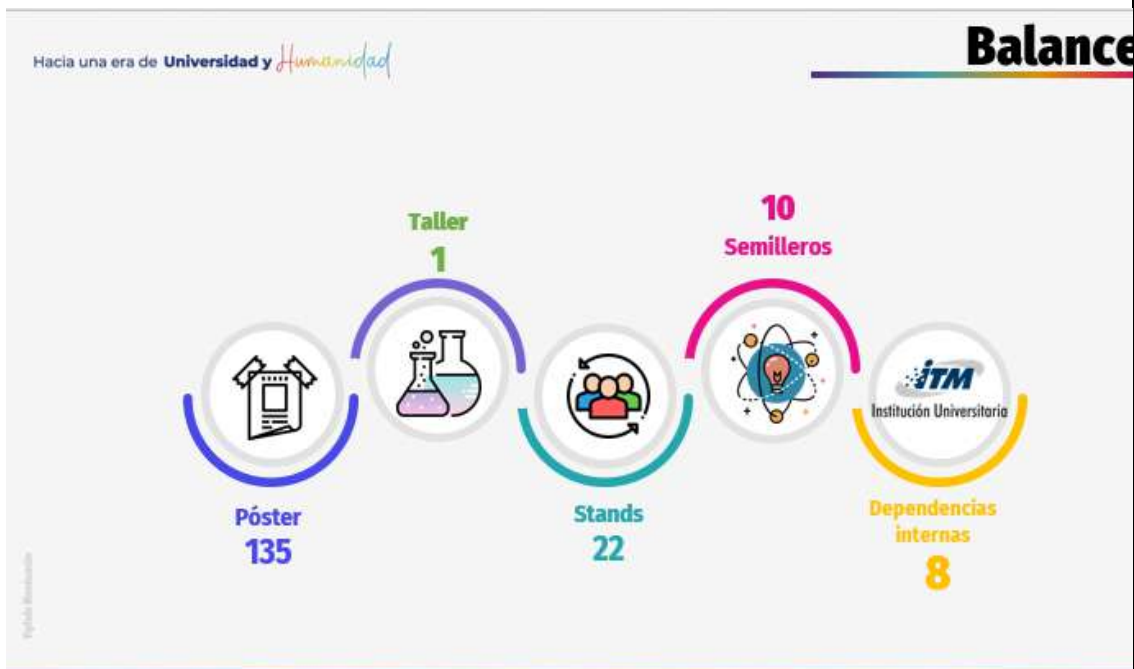 Hacia una era de Universidad y Humanidad
Balance
Taller
1
10
Semilleros
iTM
Institución Universitaria
Póster
135
Stands
22
Dependencias
internas
8